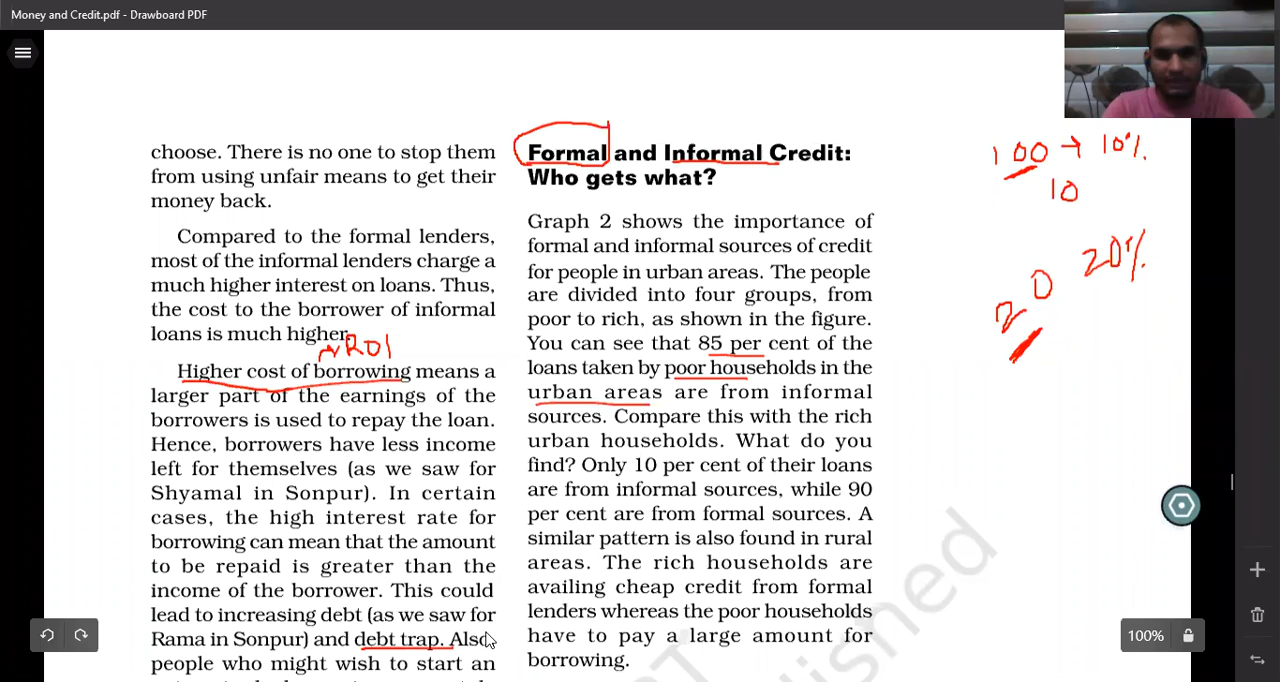 Money and Credit.pdf - Drawboard PDF
choose. There is no one to stop them
from using unfair means to get their
money back.
Compared to the formal lenders,
most of the informal lenders charge a
much higher interest on loans. Thus,
the cost to the borrower of informal
loans is much higher.
ROI
Higher cost of borrowing means a
larger part of the earnings of the
borrowers is used to repay the loan.
Hence, borrowers have less income
left for themselves (as we saw for
Shyamal in Sonpur). In certain
cases, the high interest rate for
borrowing can mean that the amount
to be repaid is greater than the
income of the borrower. This could
lead to increasing debt (as we saw for
Rama in Sonpur) and debt trap. Also,
people who might wish to start an
Formal and Informal Credit:
Who gets what?
Graph 2 shows the importance of
formal and informal sources of credit
for people in urban areas. The people
are divided into four groups, from
poor to rich, as shown in the figure.
You can see that 85 per cent of the
loans taken by poor households in the
urban areas are from informal
sources. Compare this with the rich
urban households. What do you
find? Only 10 per cent of their loans
are from informal sources, while 90
per cent are from formal sources. A
similar pattern is also found in rural
areas. The rich households are
availing cheap credit from formal
lenders whereas the poor households
have to pay a large amount for
borrowing.
100 → 10%
10
20%
20
100%